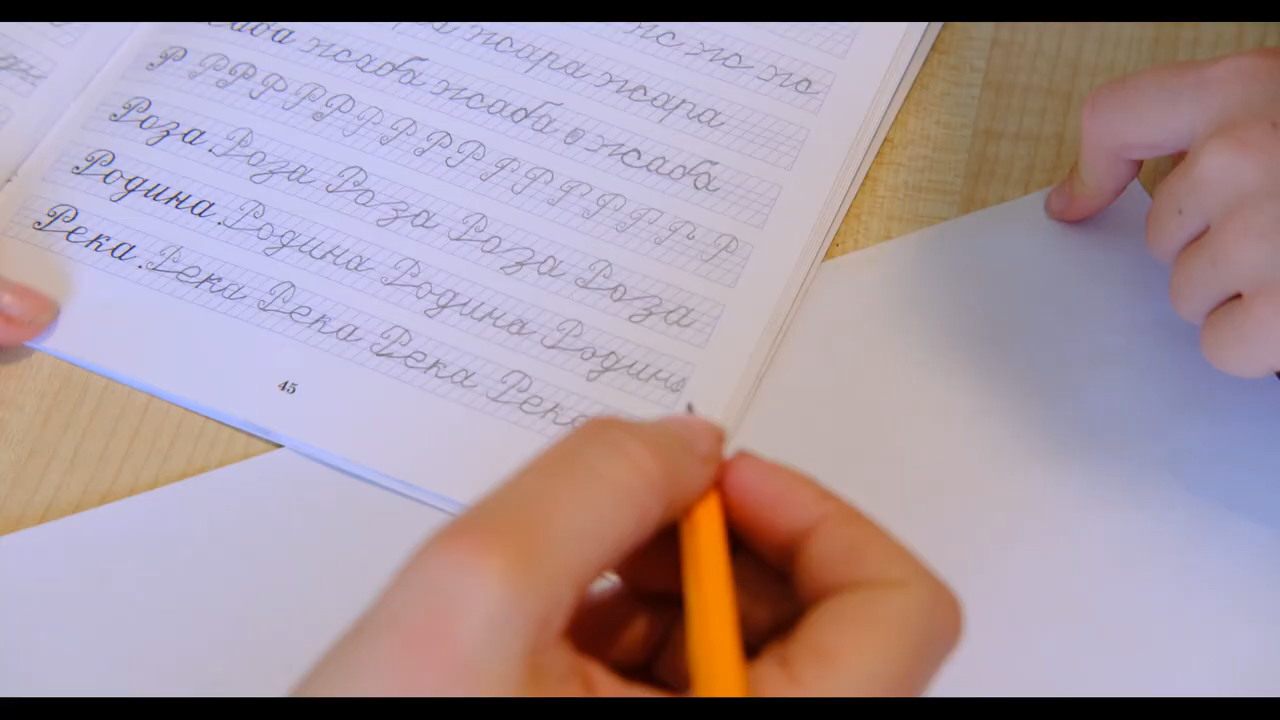 ж ж ж
жара жара
жаба жаба жаба
Р Р Р Р Р Р Р Р Р Р Р Р Р Р Р Р Р
Роза. Роза Роза Роза Роза
Родина. Родина Родина Родина
Река. Река Река Река Река
45